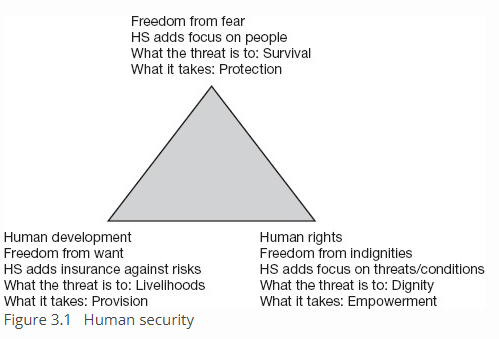 Freedom from fear
HS adds focus on people
What the threat is to: Survival
What it takes: Protection
Human development
Freedom from want
HS adds insurance against risks
What the threat is to: Livelihoods
What it takes: Provision
Human rights
Freedom from indignities
HS adds focus on threats/conditions
What the threat is to: Dignity
What it takes: Empowerment
Figure 3.1 Human security